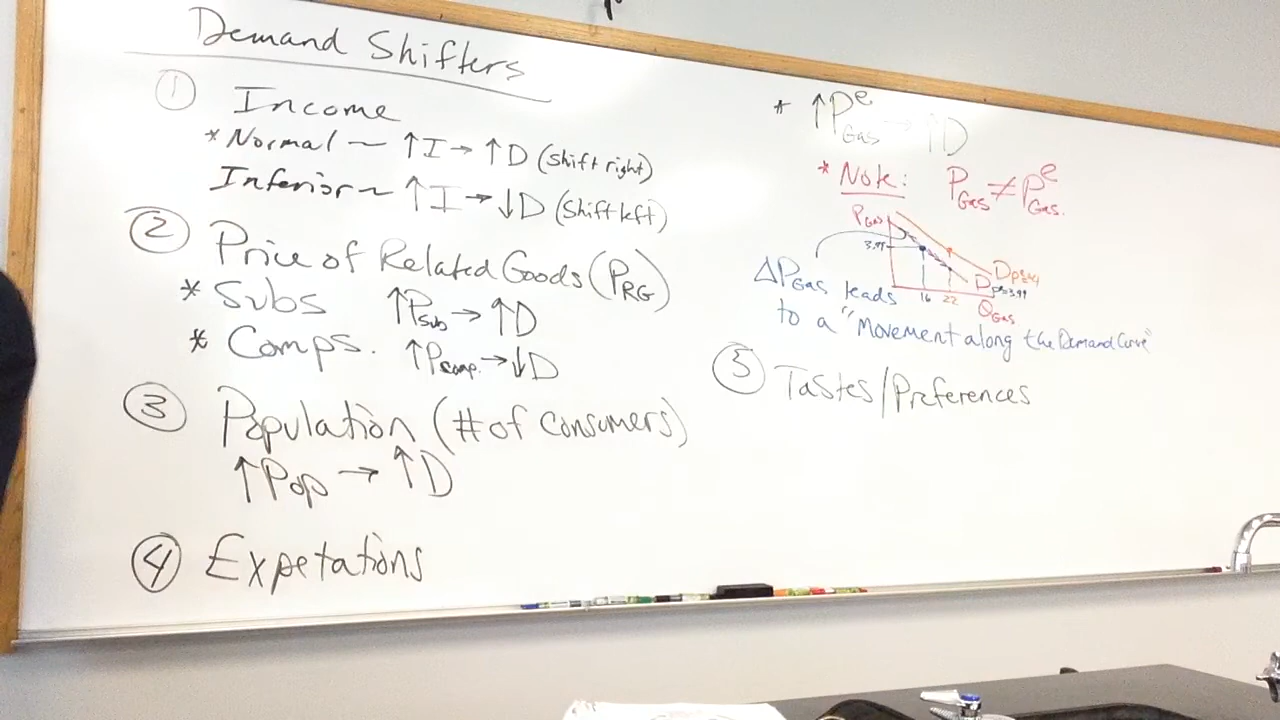 Demand Shifters
① Income
* Normal ~ ↑I → ↑D (shift right)
Inferior ~ ↑I → ↓D (shift left)
② Price of Related Goods (PRG)
* Subs ↑Psub → ↑D
* Comps. ↑Pcomp. → ↓D
③ Population (# of consumers)
↑Pop → ↑D
④ Expetations
* ↑P^e Gas → ↑D
* Note: PGas ≠ P^e Gas.
PGas
3.99
D
D
pe=3.99
16 22
QGas
ΔPGas leads
to a "Movement along the Demand Curve"
⑤ Tastes/Preferences